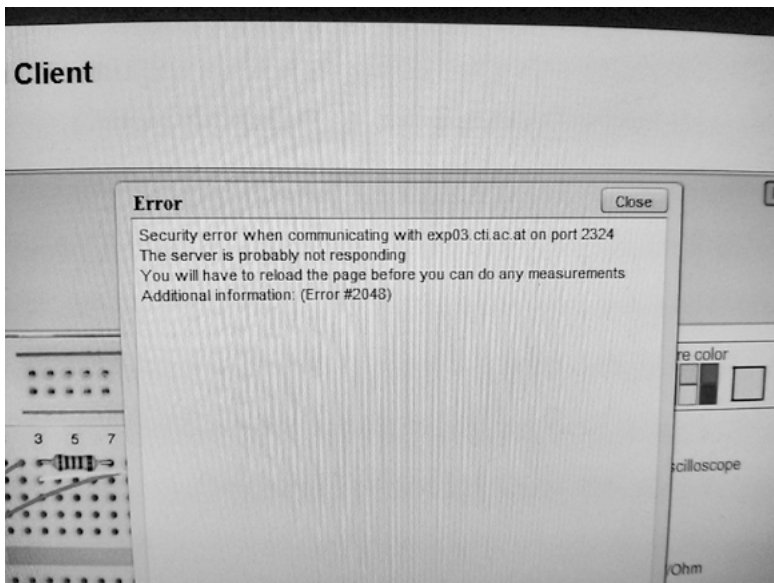 Client
Error
Close
Security error when communicating with exp03.cti.ac.at on port 2324
The server is probably not responding
You will have to reload the page before you can do any measurements
Additional information: (Error #2048)
re color
3 5 7
scilloscope
/Ohm